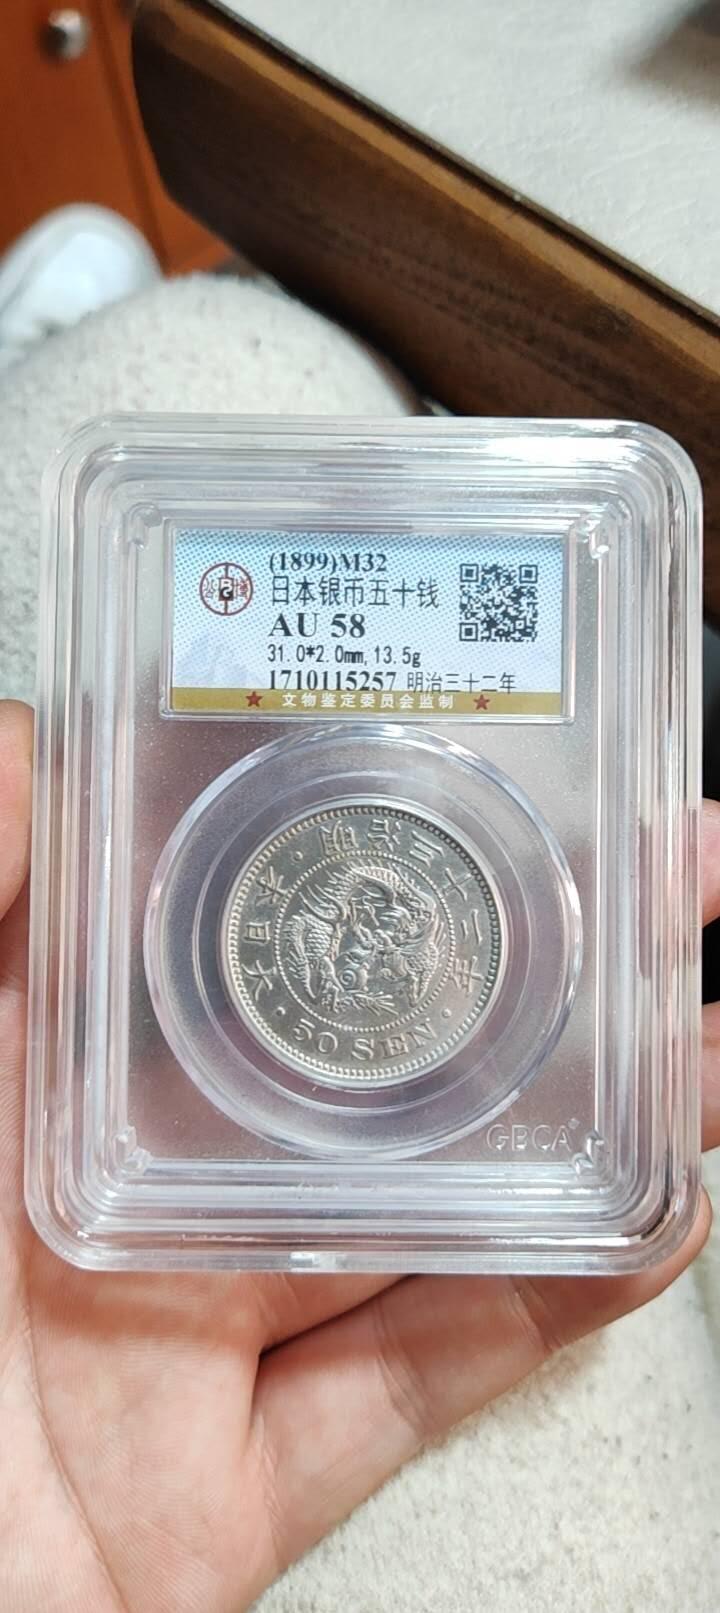 (1899)M32
日本银币五十钱
AU 58
31.0*2.0mm,13.5g
1710115257 明治三十二年
★ 文物鉴定委员会监制 ★
大日本・明治三十二年・50 SEN・
GBCA